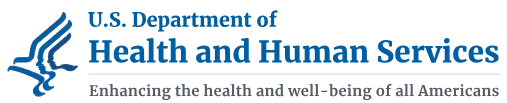 U.S. Department of
Health and Human Services
Enhancing the health and well-being of all Americans